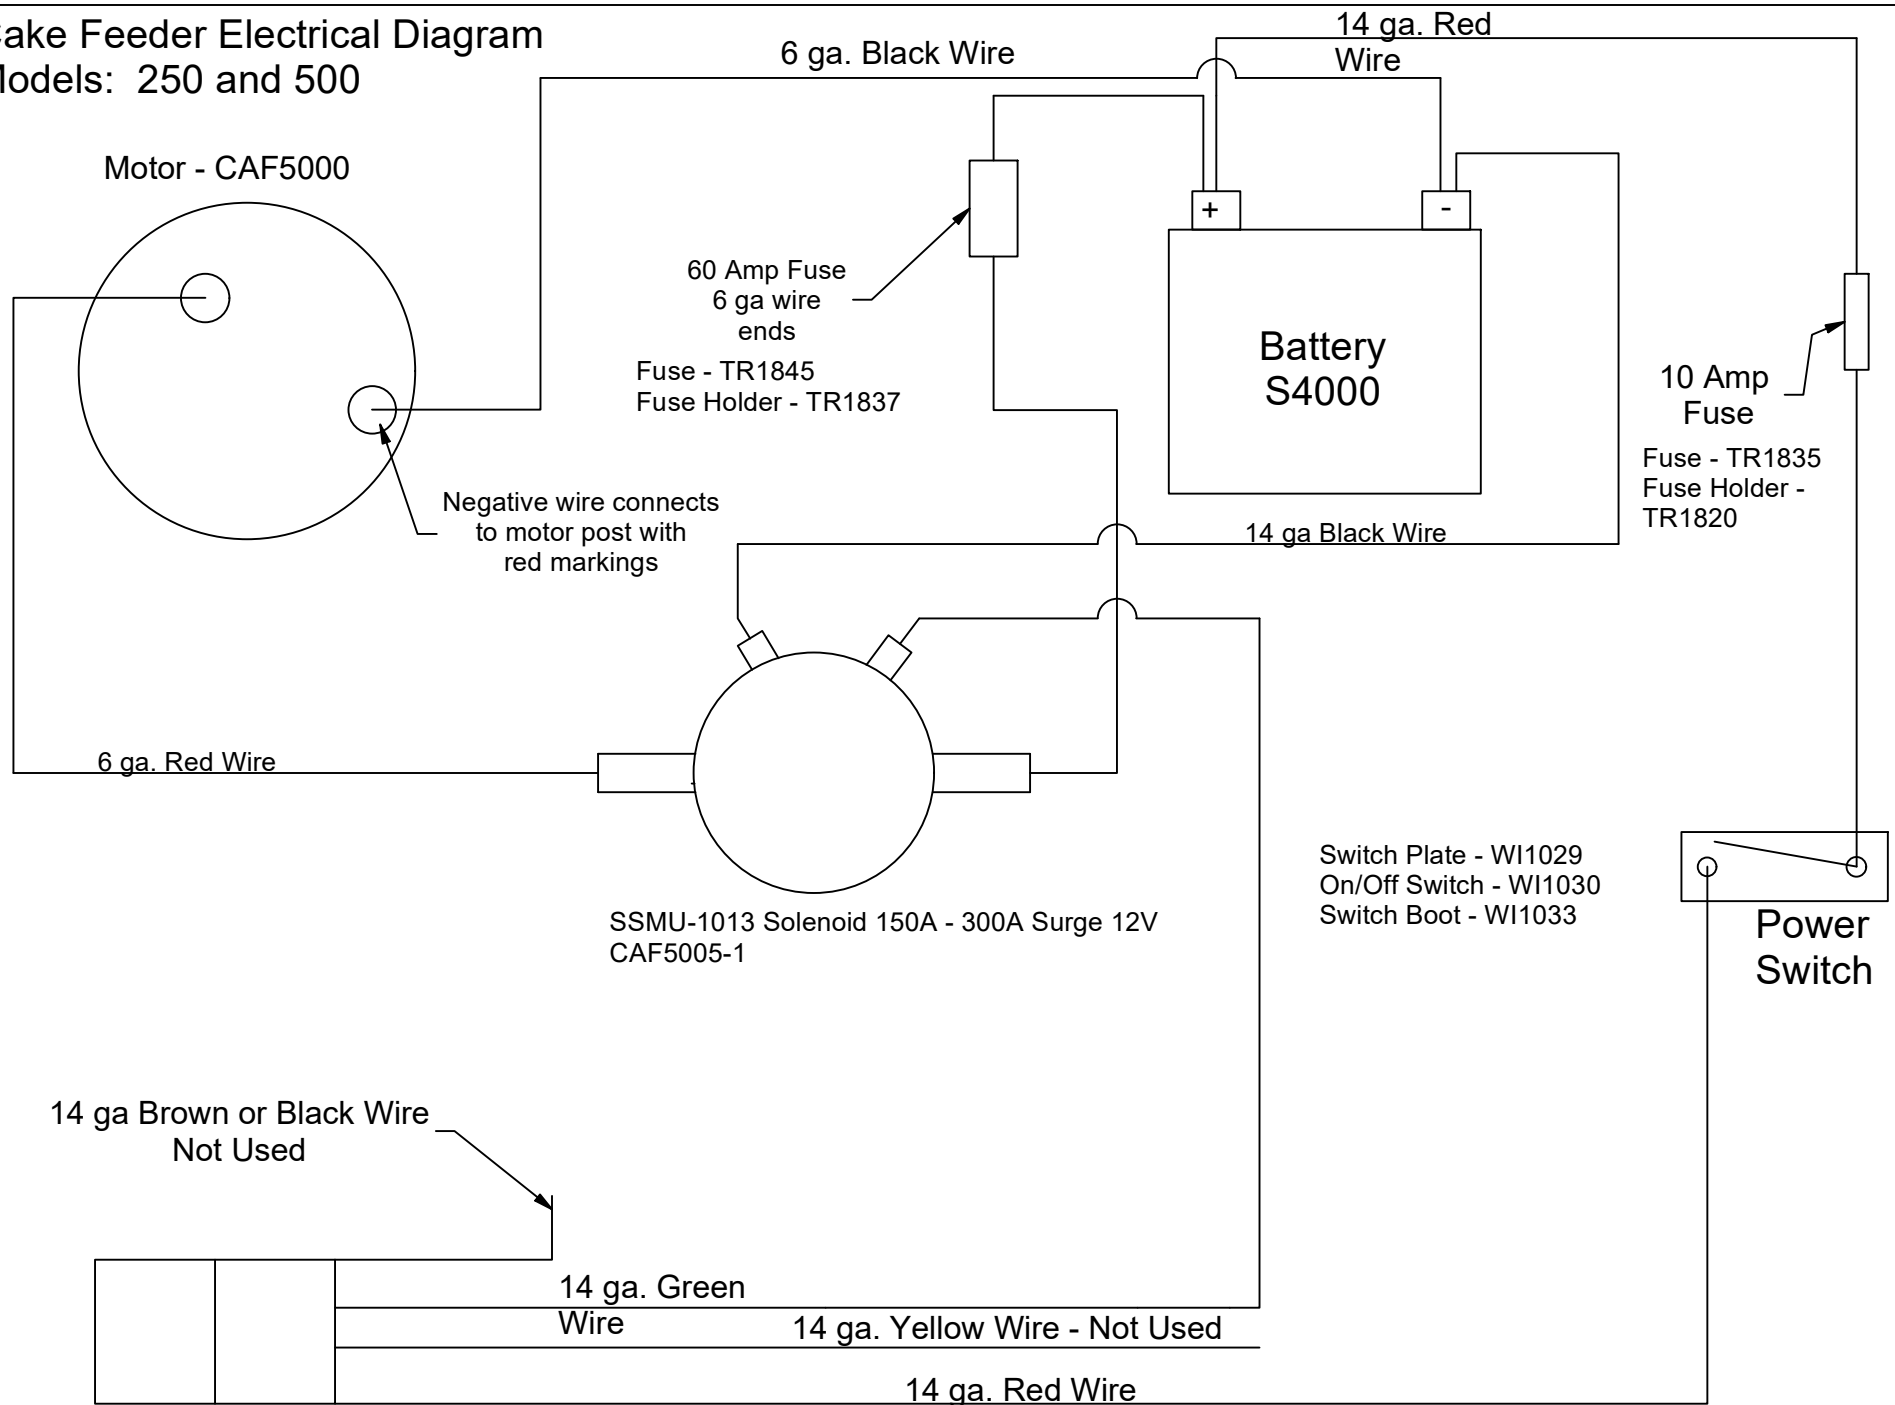 ake Feeder Electrical Diagram
odels: 250 and 500
6 ga. Black Wire
14 ga. Red
Wire
Motor - CAF5000
+
-
60 Amp Fuse
6 ga wire
ends
Fuse - TR1845
Fuse Holder - TR1837
Battery
S4000
10 Amp
Fuse
Fuse - TR1835
Fuse Holder -
TR1820
Negative wire connects
to motor post with
red markings
14 ga Black Wire
6 ga. Red Wire
SSMU-1013 Solenoid 150A - 300A Surge 12V
CAF5005-1
Switch Plate - WI1029
On/Off Switch - WI1030
Switch Boot - WI1033
Power
Switch
14 ga Brown or Black Wire
Not Used
14 ga. Green
Wire
14 ga. Yellow Wire - Not Used
14 ga. Red Wire